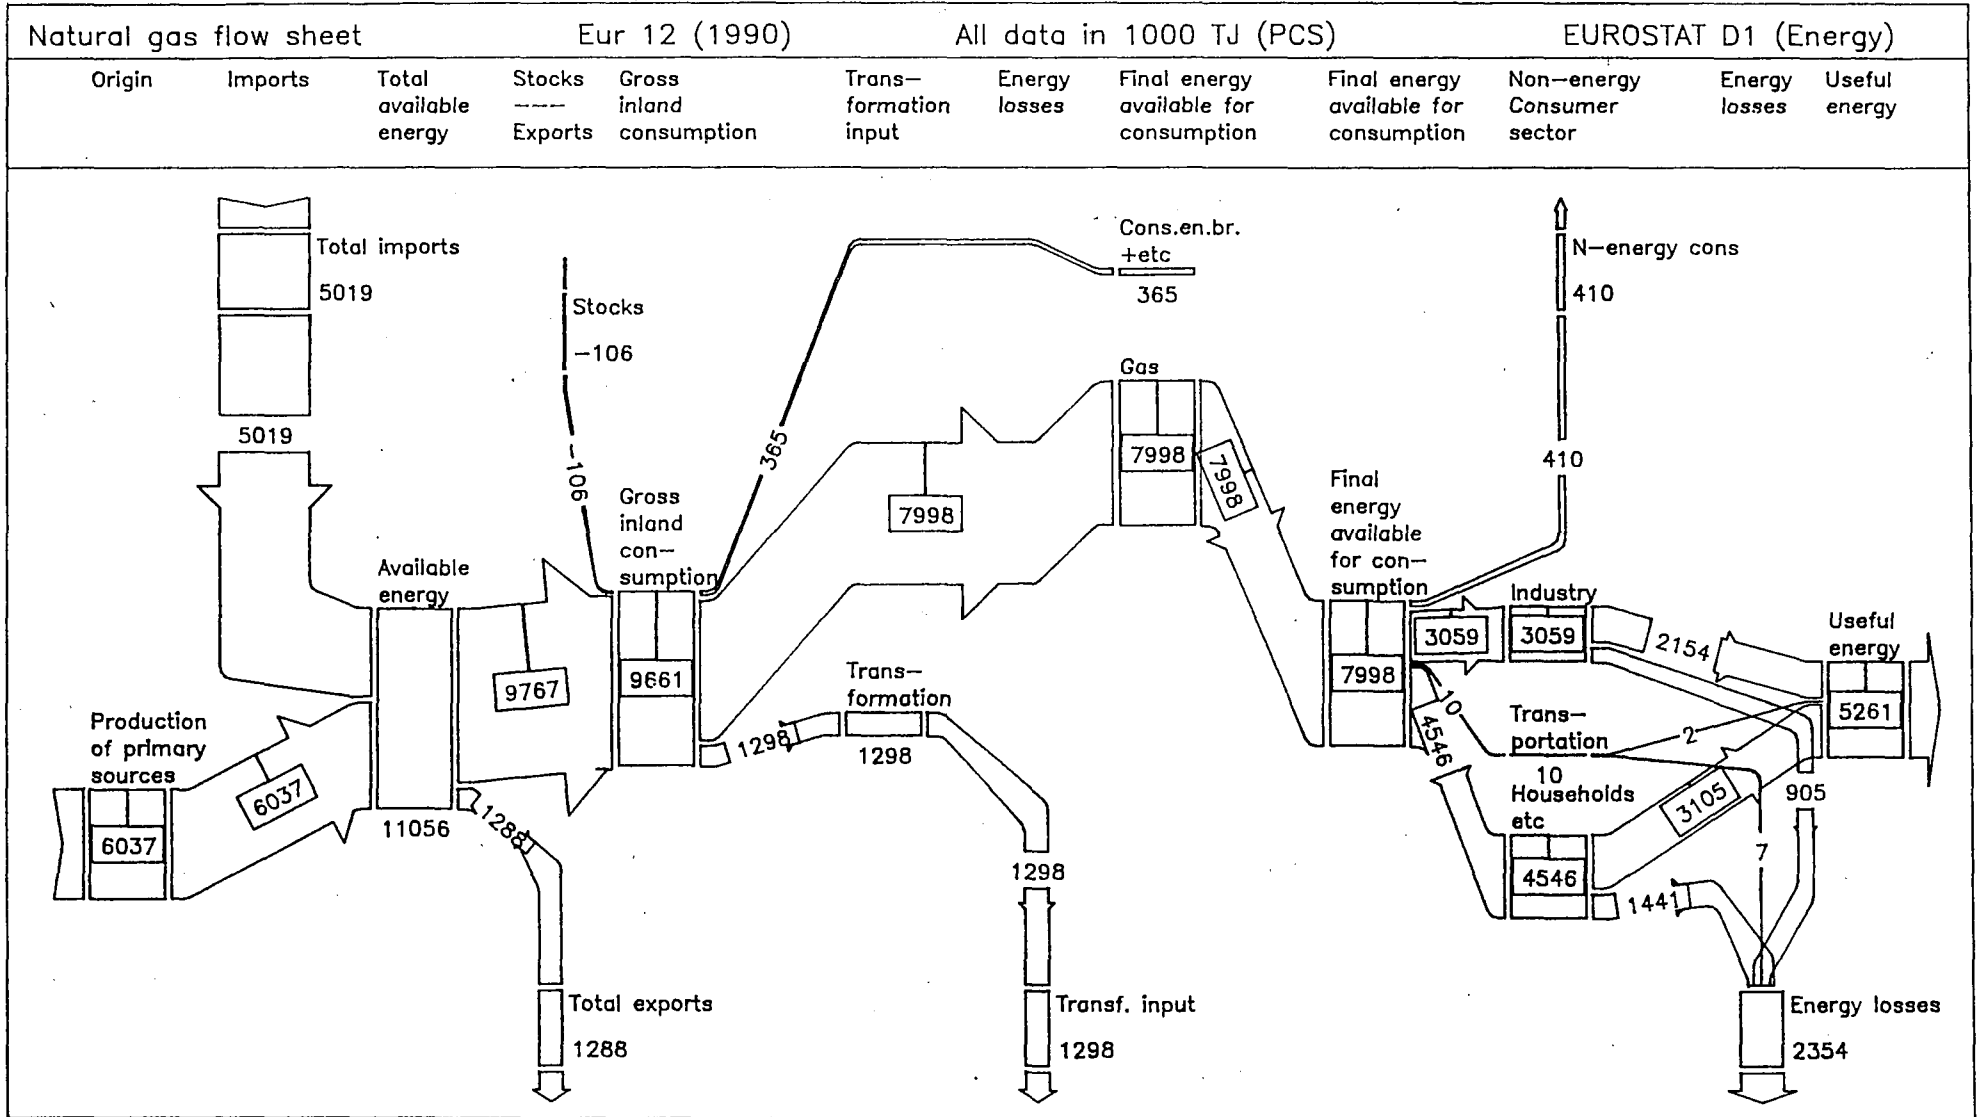 Natural gas flow sheet Eur 12 (1990) All data in 1000 TJ (PCS) EUROSTAT D1 (Energy)
Origin Imports Total Stocks Gross Trans— Energy Final energy Final energy Non—energy Energy Useful
available ---- inland formation losses available for available for Consumer losses energy
energy Exports consumption input consumption consumption sector
Total imports
5019
5019
Stocks
—106
—106
Cons.en.br.
+etc
365
365
N—energy cons
410
410
Gas
7998
7998
7998
Gross
inland
con—
sumption
9661
Available
energy
11056
9767
Production
of primary
sources
6037
6037
1288
Total exports
1288
1298
Trans—
formation
1298
1298
Transf. input
1298
Final
energy
available
for con—
sumption
7998
3059
Industry
3059
2154
10
Trans—
portation
10
2
4546
Households
etc
4546
3105
1441
7
905
Useful
energy
5261
Energy losses
2354